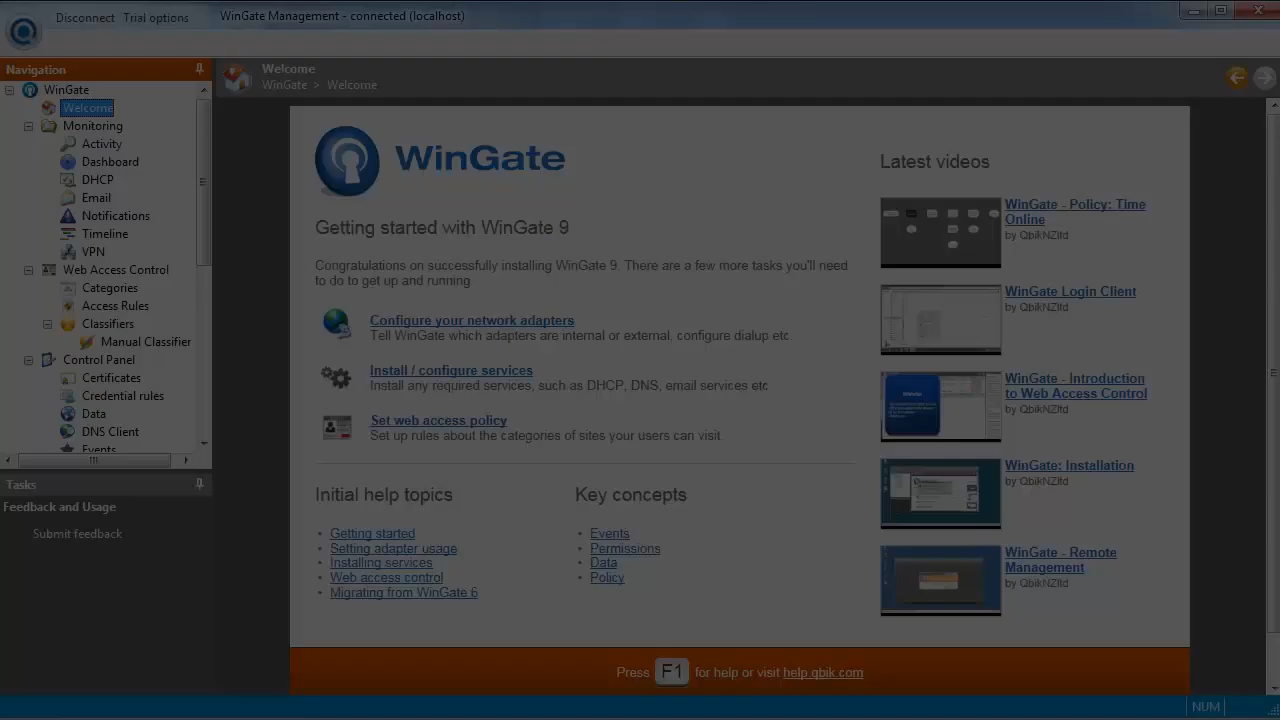 Disconnect Trial options WinGate Management - connected (localhost)
Navigation
WinGate
Welcome
Monitoring
Activity
Dashboard
DHCP
Email
Notifications
Timeline
VPN
Web Access Control
Categories
Access Rules
Classifiers
Manual Classifier
Control Panel
Certificates
Credential rules
Data
DNS Client
Events
Tasks
Feedback and Usage
Submit feedback
Welcome
WinGate > Welcome
WinGate
Getting started with WinGate 9
Congratulations on successfully installing WinGate 9. There are a few more tasks you'll need
to do to get up and running.
Configure your network adapters
Tell WinGate which adapters are internal or external, configure dialup etc.
Install / configure services
Install any required services, such as DHCP, DNS, email services etc
Set web access policy
Set up rules about the categories of sites your users can visit.
Initial help topics
Getting started
Setting adapter usage
Installing services
Web access control
Migrating from WinGate 6
Key concepts
Events
Permissions
Data
Policy
Latest videos
WinGate - Policy: Time
Online
by QbikNZltd
WinGate Login Client
by QbikNZltd
WinGate - Introduction
to Web Access Control
by QbikNZltd
WinGate: Installation
by QbikNZltd
WinGate - Remote
Management
by QbikNZltd
Press F1 for help or visit help.qbik.com
NUM